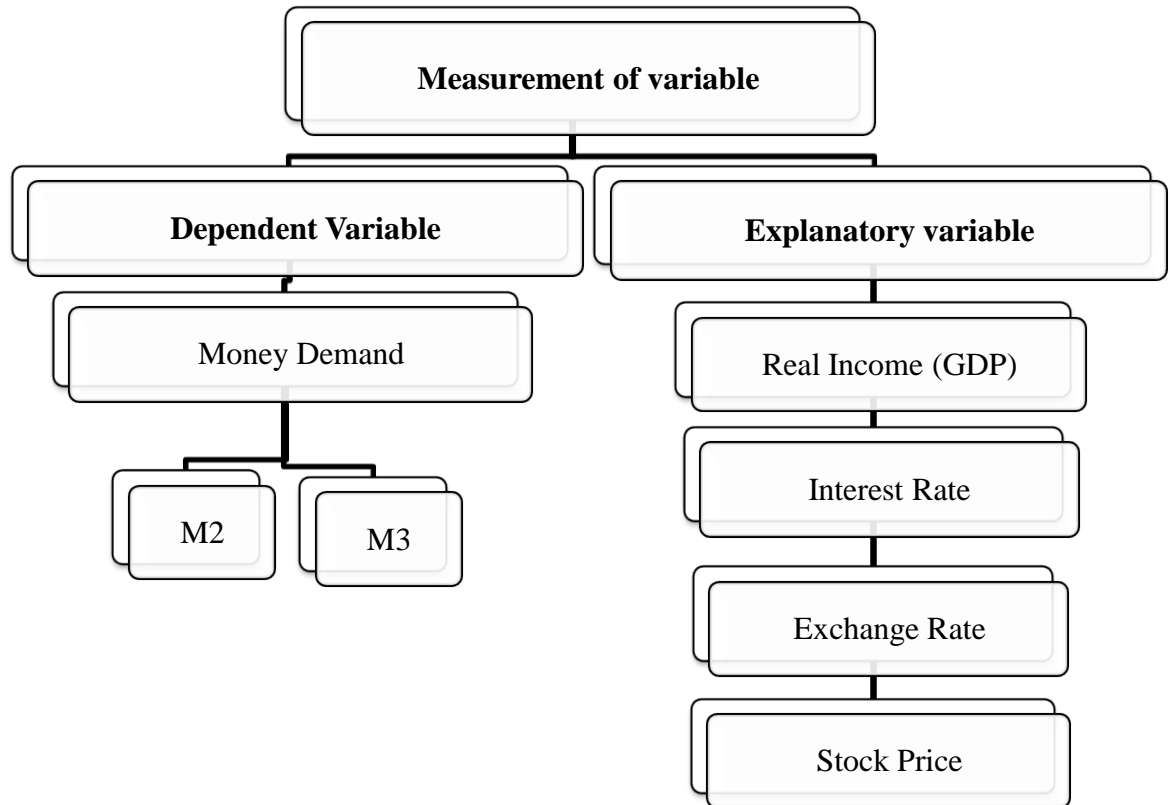 Measurement of variable
Dependent Variable
Explanatory variable
Money Demand
Real Income (GDP)
Interest Rate
M2
M3
Exchange Rate
Stock Price